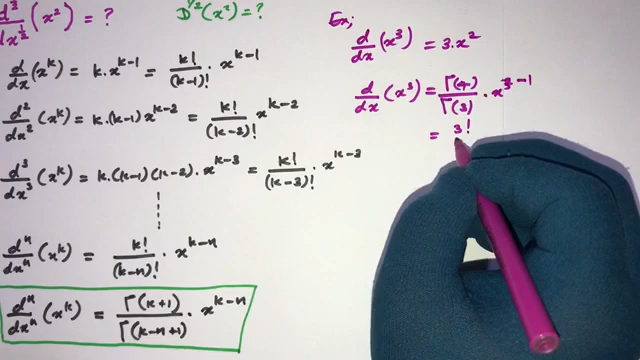 d^3/dx^(1/2) (x^2) = ? D^(1/2)(x^2) = ?
d/dx (x^k) = k.x^(k-1) = k!/(k-1)! . x^(k-1)
d^2/dx^2 (x^k) = k.(k-1)x^(k-2) = k!/(k-2)! . x^(k-2)
d^3/dx^3 (x^k) = k.(k-1)(k-2).x^(k-3) = k!/(k-3)! . x^(k-3)
d^n/dx^n (x^k) = k!/(k-n)! . x^(k-n)
d^n/dx^n (x^k) = Γ(k+1)/Γ(k-n+1) . x^(k-n)
Ex;
d/dx (x^3) = 3.x^2
d/dx (x^3) = Γ(4)/Γ(3) . x^(3-1)
= 3!